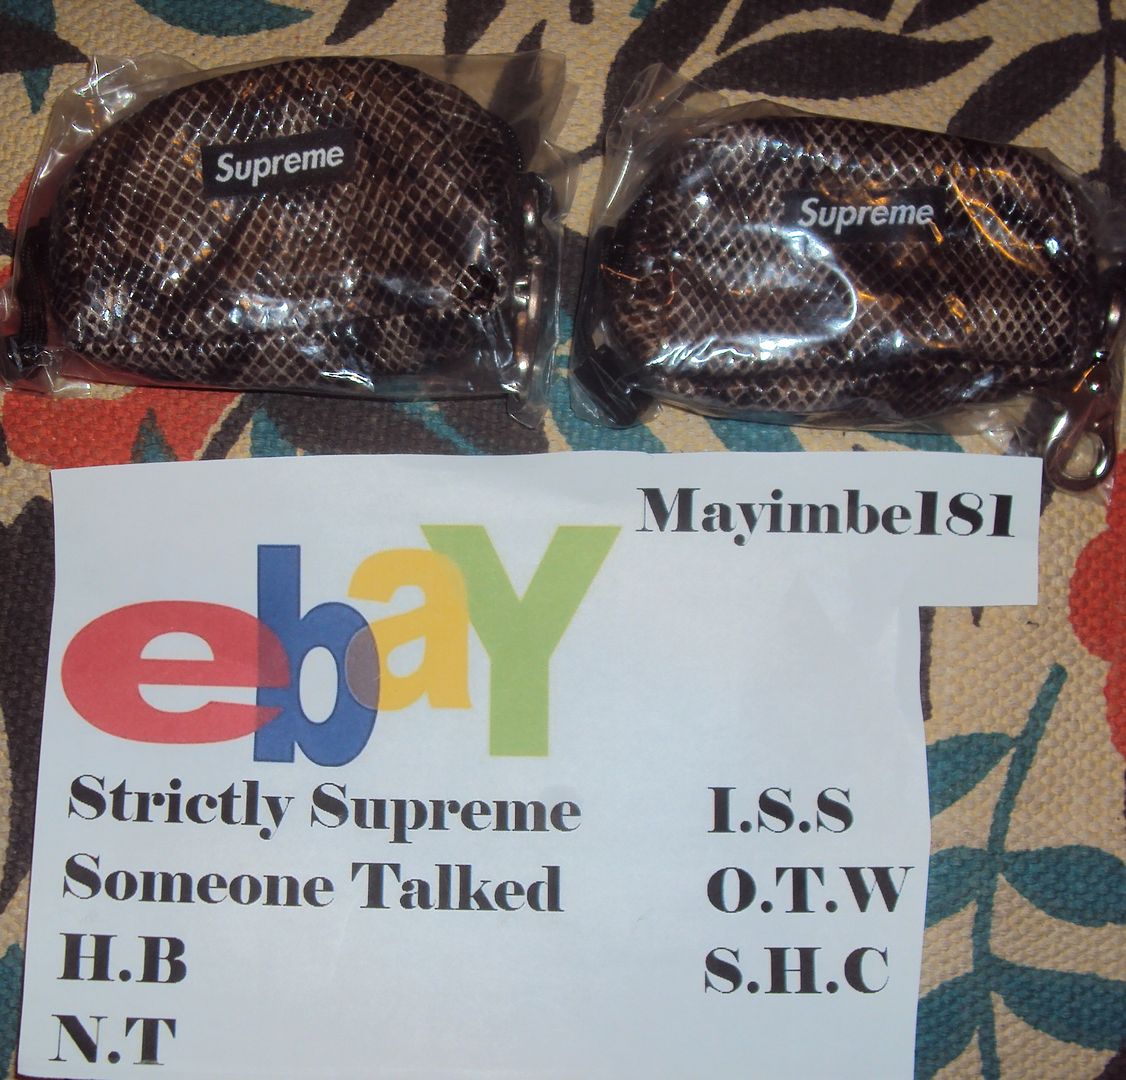 Supreme
Supreme
Mayimbe181
ebaY
Strictly Supreme
Someone Talked
H.B
N.T
I.S.S
O.T.W
S.H.C